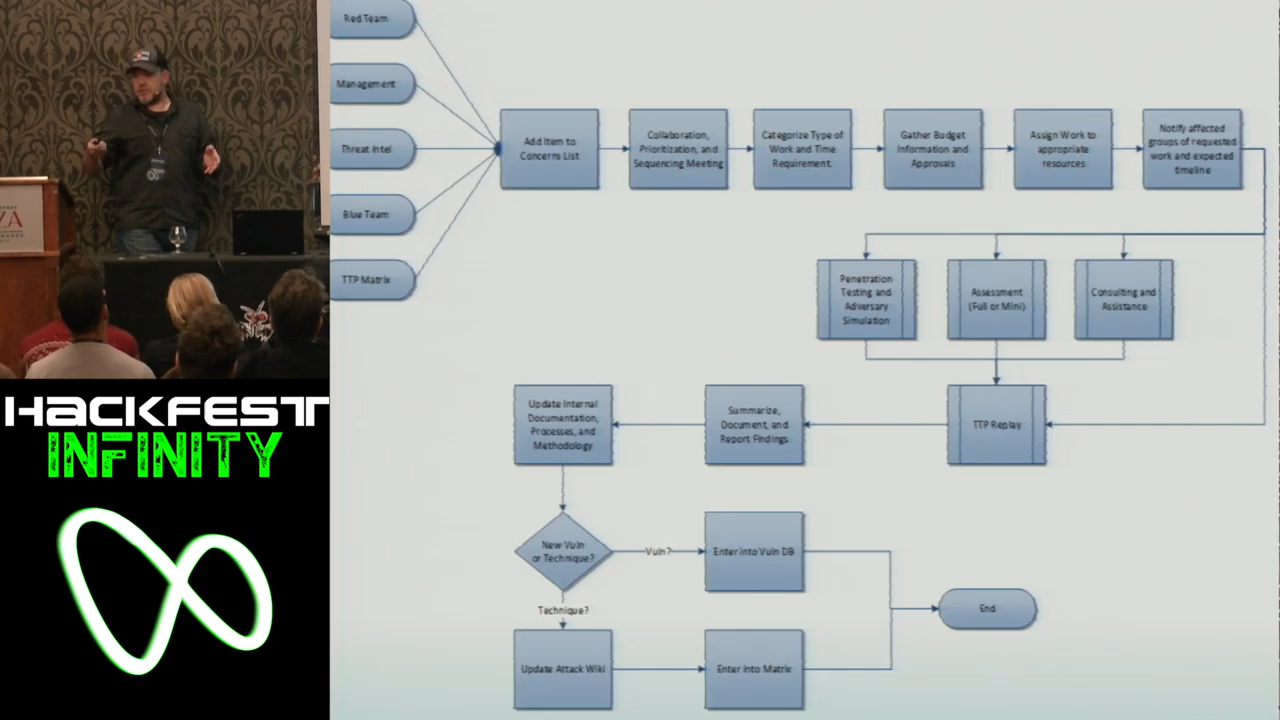 Red Team
Management
Threat Intel
Blue Team
TTP Matrix
Add Item to
Concerns List
Collaboration,
Prioritization, and
Sequencing Meeting
Categorize Type of
Work and Time
Requirement.
Gather Budget
Information and
Approvals
Assign Work to
appropriate
resources
Notify affected
groups of requested
work and expected
timeline
Penetration
Testing and
Adversary
Simulation
Assessment
(Full or Mini)
Consulting and
Assistance
TTP Replay
Summarize,
Document, and
Report Findings
Update Internal
Documentation,
Processes, and
Methodology
New Vuln
or Technique?
Vuln?
Enter into Vuln DB
Technique?
Update Attack Wiki
Enter into Matrix
End
ZA
HACKFEST
INFINITY